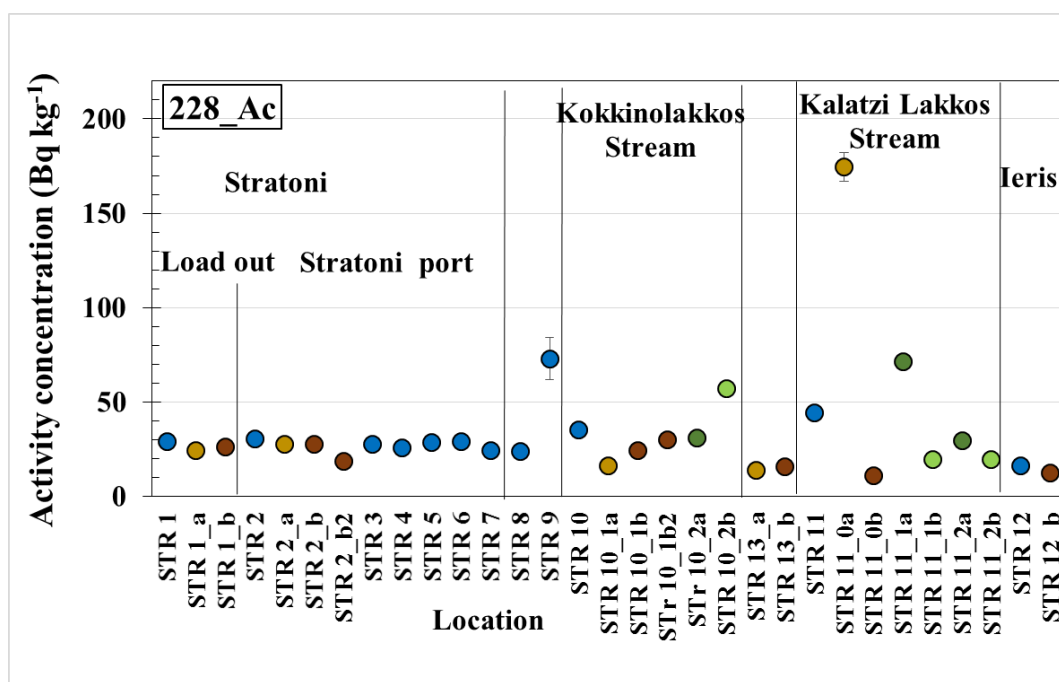 228_Ac
Kokkinolakkos
Stream
Kalatzi Lakkos
Stream
Stratoni
Ieris
Load out
Stratoni port
Activity concentration (Bq kg-1)
200
150
100
50
0
STR 1
STR 1_a
STR 1_b
STR 2
STR 2_a
STR 2_b
STR 2_b2
STR 3
STR 4
STR 5
STR 6
STR 7
STR 8
STR 9
STR 10
STR 10_1a
STR 10_1b
STr 10_1b2
STr 10_2a
STR 10_2b
STR 13_a
STR 13_b
STR 11
STR 11_0a
STR 11_0b
STR 11_1a
STR 11_1b
STR 11_2a
STR 11_2b
STR 12
STR 12_b
Location